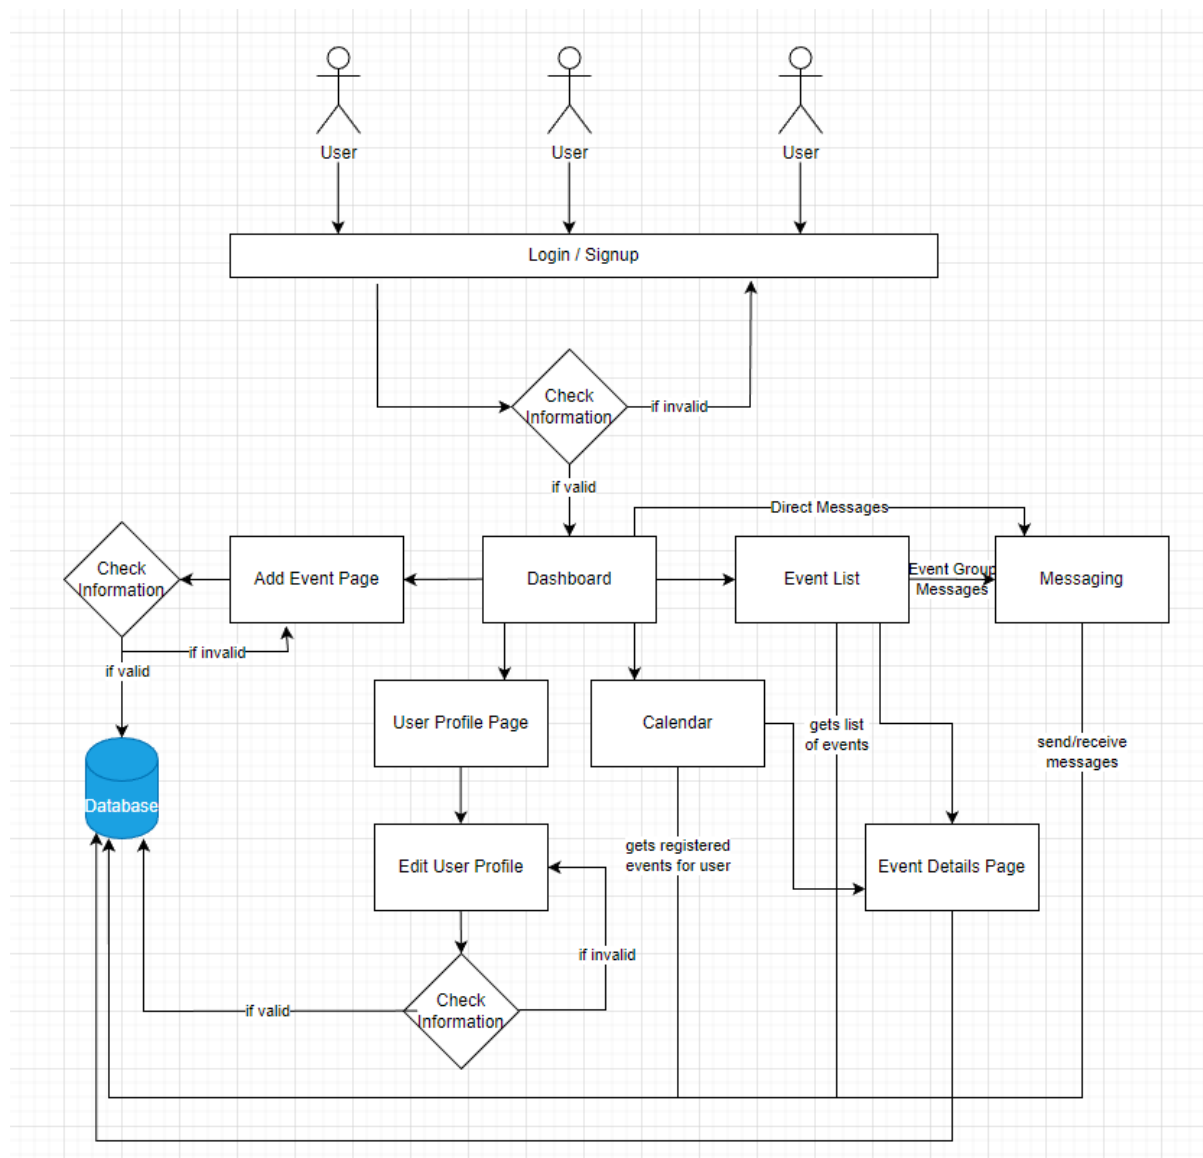 User
User
User
Login / Signup
Check
Information
if invalid
if valid
Direct Messages
Check
Information
Add Event Page
Dashboard
Event List
Event Group
Messages
Messaging
if invalid
if valid
User Profile Page
Calendar
gets list
of events
send/receive
messages
Database
Edit User Profile
gets registered
events for user
Event Details Page
if invalid
Check
Information
if valid